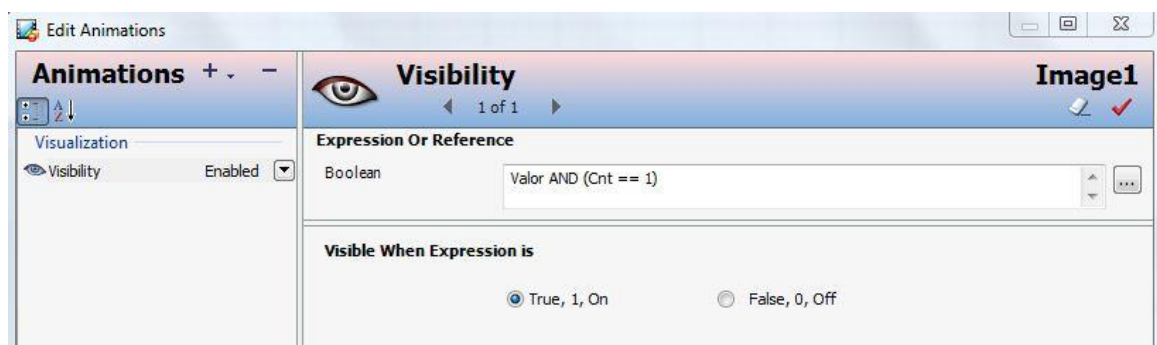 Edit Animations
Animations + -
Visualization
Visibility Enabled
Visibility
1 of 1
Image1
Expression Or Reference
Boolean Valor AND (Cnt == 1) ...
Visible When Expression is
True, 1, On False, 0, Off